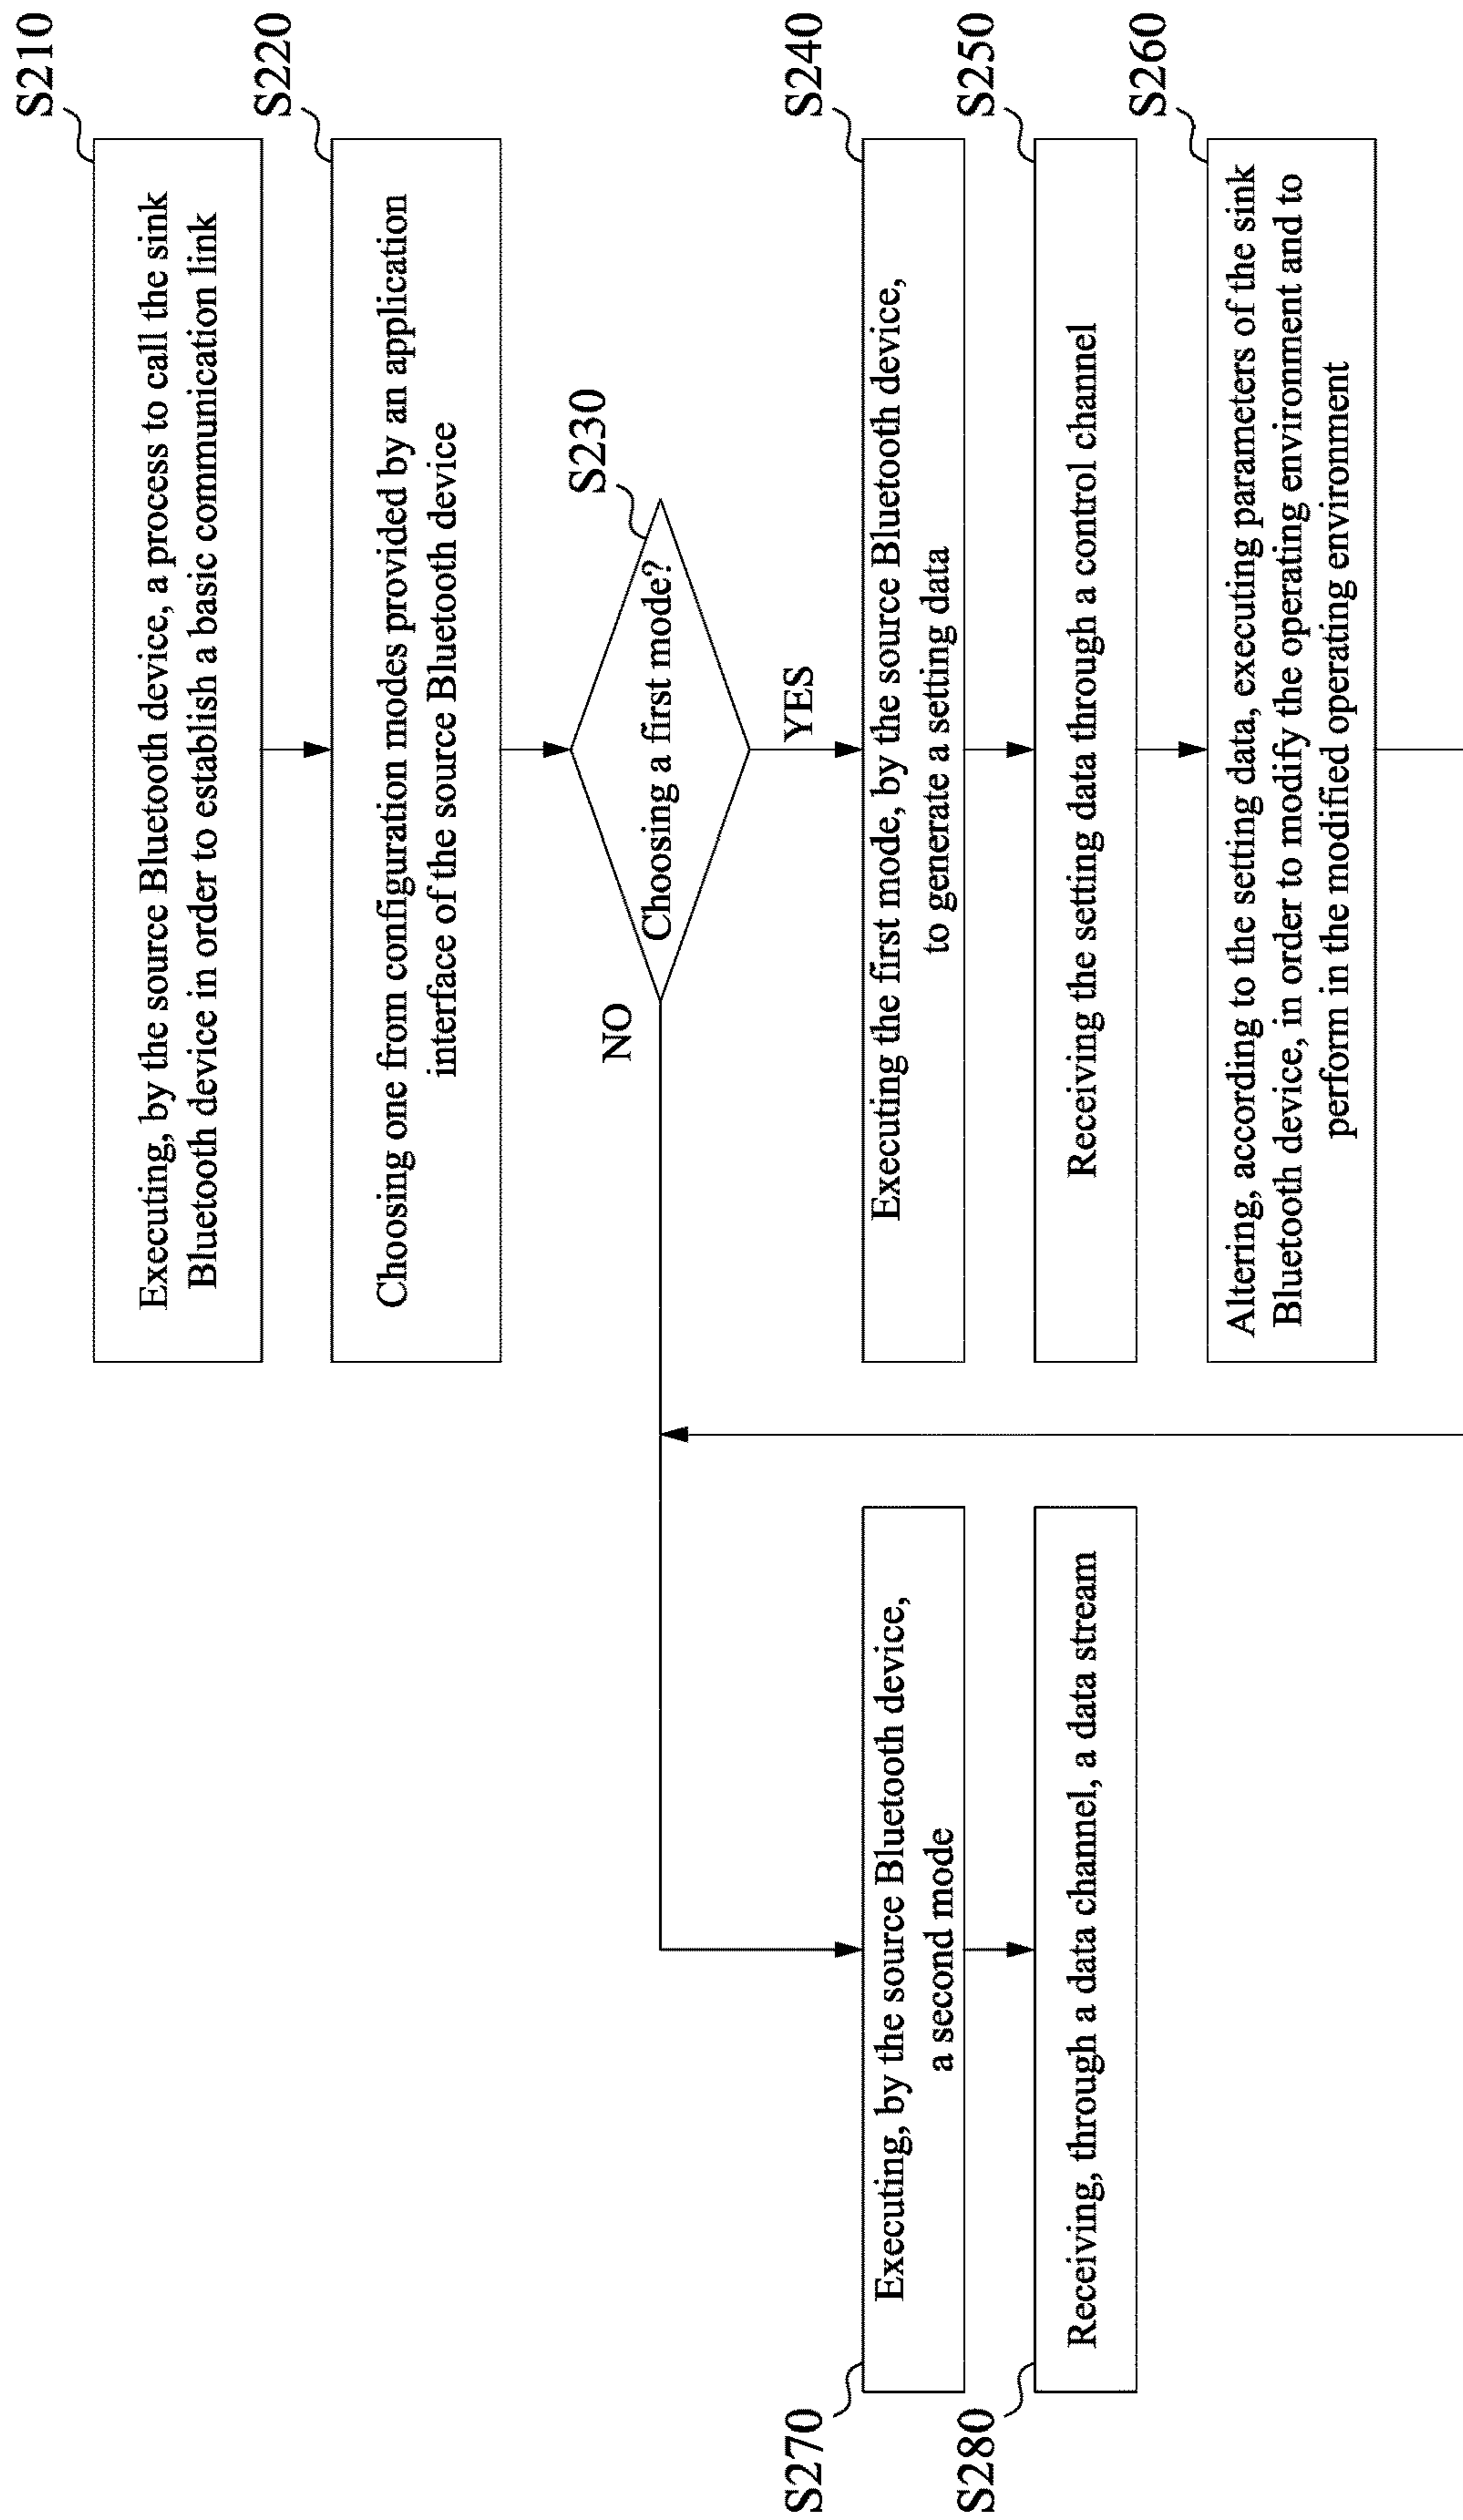 S210
Executing, by the source Bluetooth device, a process to call the sink
Bluetooth device in order to establish a basic communication link
S220
Choosing one from configuration modes provided by an application
interface of the source Bluetooth device
S230
Choosing a first mode?
NO
YES
S240
Executing the first mode, by the source Bluetooth device,
to generate a setting data
S250
Receiving the setting data through a control channel
S260
Altering, according to the setting data, executing parameters of the sink
Bluetooth device, in order to modify the operating environment and to
perform in the modified operating environment
S270
Executing, by the source Bluetooth device,
a second mode
S280
Receiving, through a data channel, a data stream